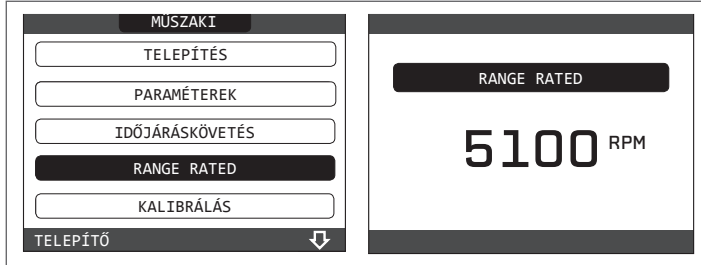 MŰSZAKI
TELEPÍTÉS
PARAMÉTEREK
IDŐJÁRÁSKÖVETÉS
RANGE RATED
KALIBRÁLÁS
TELEPÍTŐ
RANGE RATED
5100 RPM